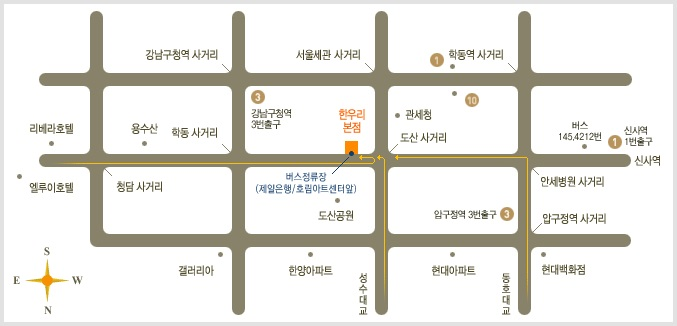 강남구청역 사거리
서울세관 사거리
1
학동역 사거리
3
강남구청역
3번출구
한우리
본점
10
관세청
리베라호텔
용수산
학동 사거리
도산 사거리
버스
145,4212번
1
신사역
1번출구
신사역
엘루이호텔
청담 사거리
버스정류장
(제일은행/호림아트센터앞)
안세병원 사거리
도산공원
압구정역 3번출구
3
압구정역 사거리
갤러리아
한양아파트
성수대교
현대아파트
동호대교
현대백화점
S
E
W
N